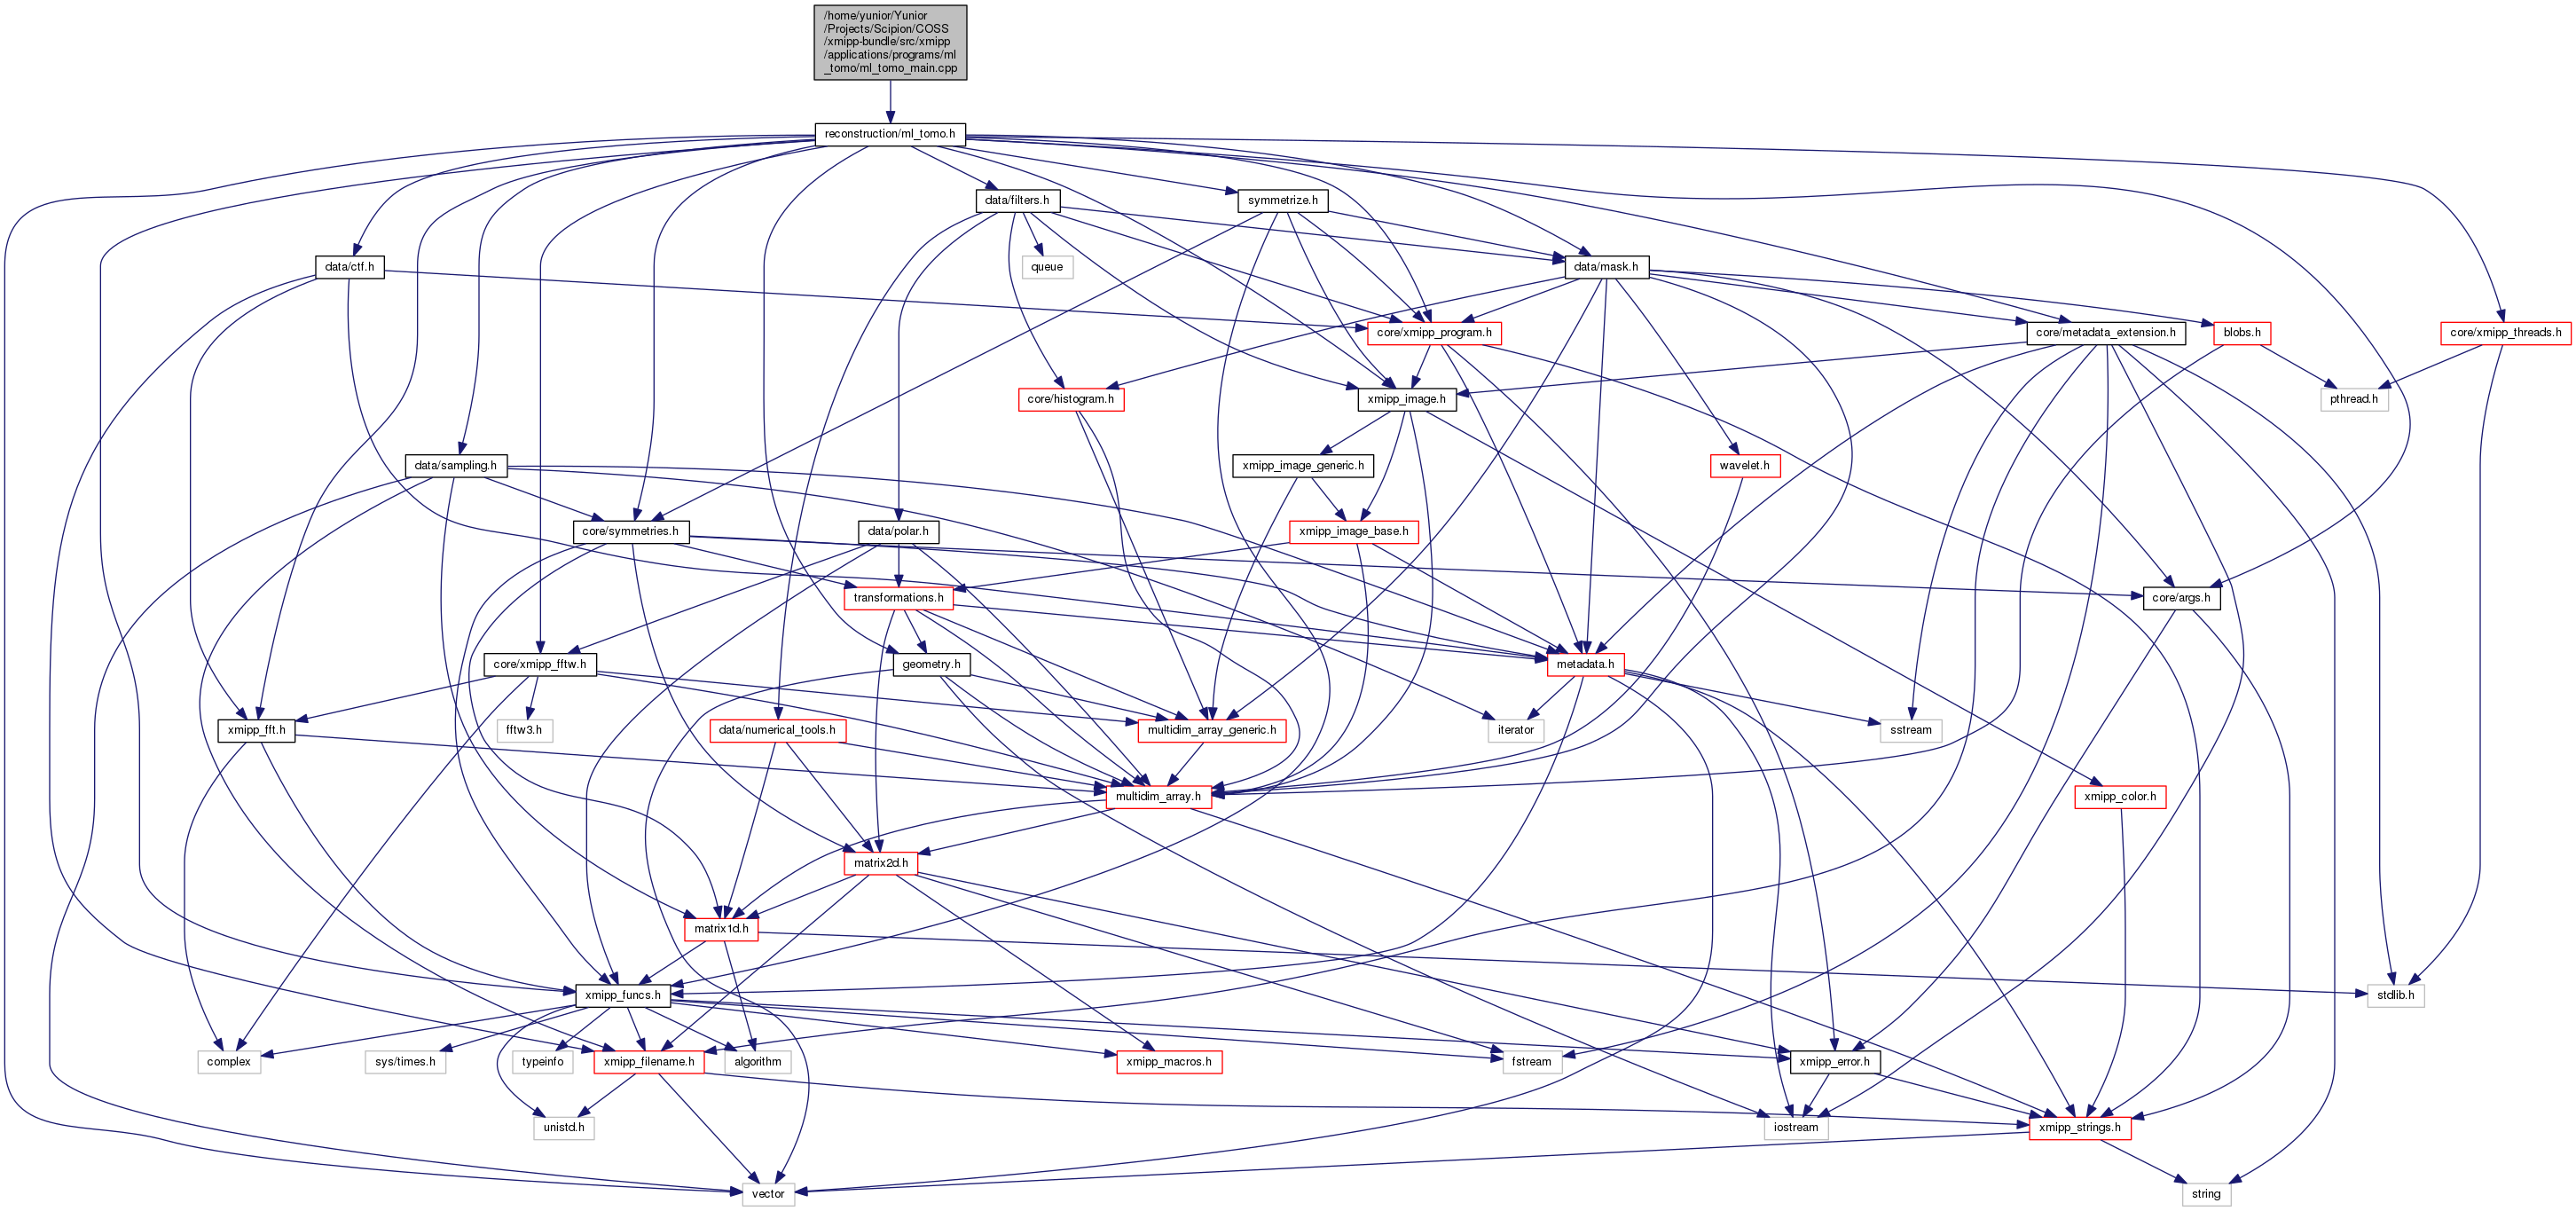 /home/yunior/Yunior
/Projects/Scipion/COSS
/xmipp-bundle/src/xmipp
/applications/programs/ml
_tomo/ml_tomo_main.cpp
reconstruction/ml_tomo.h
data/filters.h
symmetrize.h
data/ctf.h
queue
data/mask.h
core/xmipp_program.h
core/metadata_extension.h
blobs.h
core/xmipp_threads.h
core/histogram.h
xmipp_image.h
pthread.h
data/sampling.h
xmipp_image_generic.h
wavelet.h
core/symmetries.h
data/polar.h
xmipp_image_base.h
transformations.h
core/args.h
core/xmipp_fftw.h
geometry.h
metadata.h
xmipp_fft.h
fftw3.h
data/numerical_tools.h
multidim_array_generic.h
iterator
sstream
multidim_array.h
xmipp_color.h
matrix2d.h
matrix1d.h
xmipp_funcs.h
stdlib.h
complex
sys/times.h
typeinfo
xmipp_filename.h
algorithm
xmipp_macros.h
fstream
xmipp_error.h
unistd.h
iostream
xmipp_strings.h
vector
string